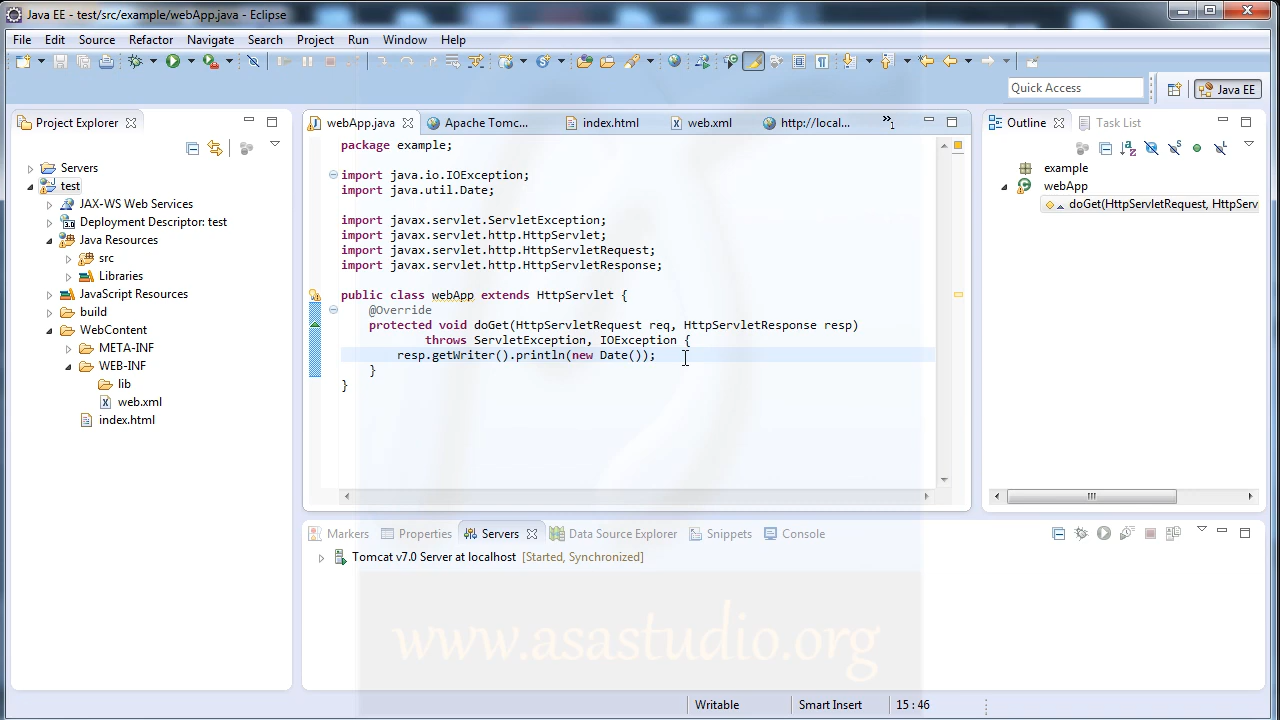 Java EE - test/src/example/webApp.java - Eclipse
File Edit Source Refactor Navigate Search Project Run Window Help
Quick Access
Java EE
Project Explorer
Servers
test
JAX-WS Web Services
Deployment Descriptor: test
Java Resources
src
Libraries
JavaScript Resources
build
WebContent
META-INF
WEB-INF
lib
web.xml
index.html
webApp.java Apache Tomc... index.html web.xml http://local... »1
package example;
import java.io.IOException;
import java.util.Date;
import javax.servlet.ServletException;
import javax.servlet.http.HttpServlet;
import javax.servlet.http.HttpServletRequest;
import javax.servlet.http.HttpServletResponse;
public class webApp extends HttpServlet {
@Override
protected void doGet(HttpServletRequest req, HttpServletResponse resp)
throws ServletException, IOException {
resp.getWriter().println(new Date());
}
}
Outline Task List
example
webApp
doGet(HttpServletRequest, HttpServ
Markers Properties Servers Data Source Explorer Snippets Console
Tomcat v7.0 Server at localhost [Started, Synchronized]
www.asastudio.org
Writable Smart Insert 15 : 46